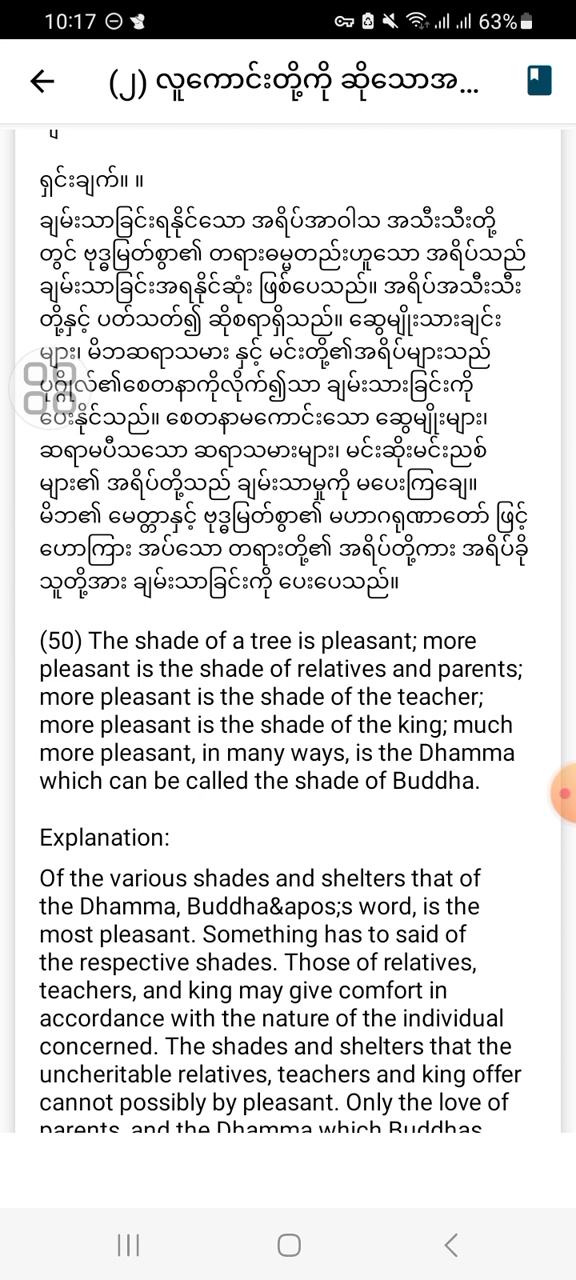 10:17
63%
(၂) လူကောင်းတို့ကို ဆိုသောအ...
ရှင်းချက်။ ။
ချမ်းသာခြင်းရနိုင်သော အရိပ်အာဝါသ အသီးသီးတို့
တွင် ဗုဒ္ဓမြတ်စွာ၏ တရားဓမ္မတည်းဟူသော အရိပ်သည်
ချမ်းသာခြင်းအရနိုင်ဆုံး ဖြစ်ပေသည်။ အရိပ်အသီးသီး
တို့နှင့် ပတ်သတ်၍ ဆိုစရာရှိသည်။ ဆွေမျိုးသားချင်း
များ၊ မိဘဆရာသမား နှင့် မင်းတို့၏အရိပ်များသည်
ပုဂ္ဂိုလ်၏စေတနာကိုလိုက်၍သာ ချမ်းသားခြင်းကို
ပေးနိုင်သည်။ စေတနာမကောင်းသော ဆွေမျိုးများ၊
ဆရာမပီသသော ဆရာသမားများ၊ မင်းဆိုးမင်းညစ်
များ၏ အရိပ်တို့သည် ချမ်းသာမှုကို မပေးကြချေ။
မိဘ၏ မေတ္တာနှင့် ဗုဒ္ဓမြတ်စွာ၏ မဟာဂရုဏာတော် ဖြင့်
ဟောကြား အပ်သော တရားတို့၏ အရိပ်တို့ကား အရိပ်ခို
သူတို့အား ချမ်းသာခြင်းကို ပေးပေသည်။
(50) The shade of a tree is pleasant; more
pleasant is the shade of relatives and parents;
more pleasant is the shade of the teacher;
more pleasant is the shade of the king; much
more pleasant, in many ways, is the Dhamma
which can be called the shade of Buddha.
Explanation:
Of the various shades and shelters that of
the Dhamma, Buddha&apos;s word, is the
most pleasant. Something has to said of
the respective shades. Those of relatives,
teachers, and king may give comfort in
accordance with the nature of the individual
concerned. The shades and shelters that the
uncheritable relatives, teachers and king offer
cannot possibly by pleasant. Only the love of
parents, and the Dhamma which Buddhas